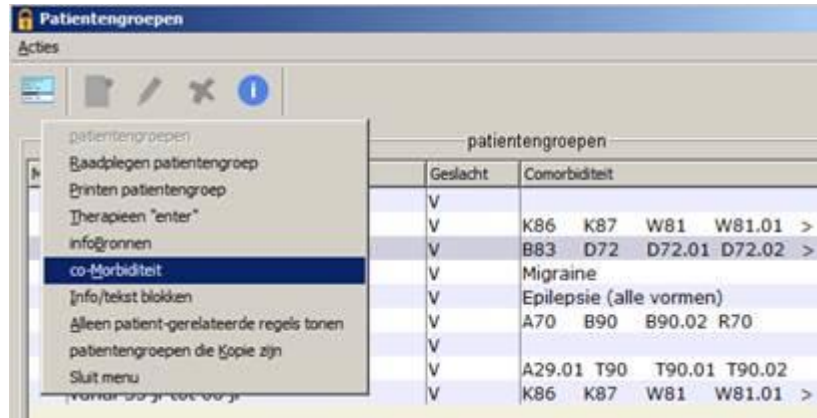 Patientengroepen
Acties
patientengroepen
patientengroepen
Raadplegen patientengroep
Printen patientengroep
Therapieen "enter"
infoBronnen
co-Morbiditeit
Info/tekst blokken
Alleen patient-gerelateerde regels tonen
patientengroepen die Kopie zijn
Sluit menu
Geslacht Comorbiditeit
V
V K86 K87 W81 W81.01 >
V B83 D72 D72.01 D72.02 >
V Migraine
V Epilepsie (alle vormen)
V A70 B90 B90.02 R70
V
V A29.01 T90 T90.01 T90.02
V K86 K87 W81 W81.01 >